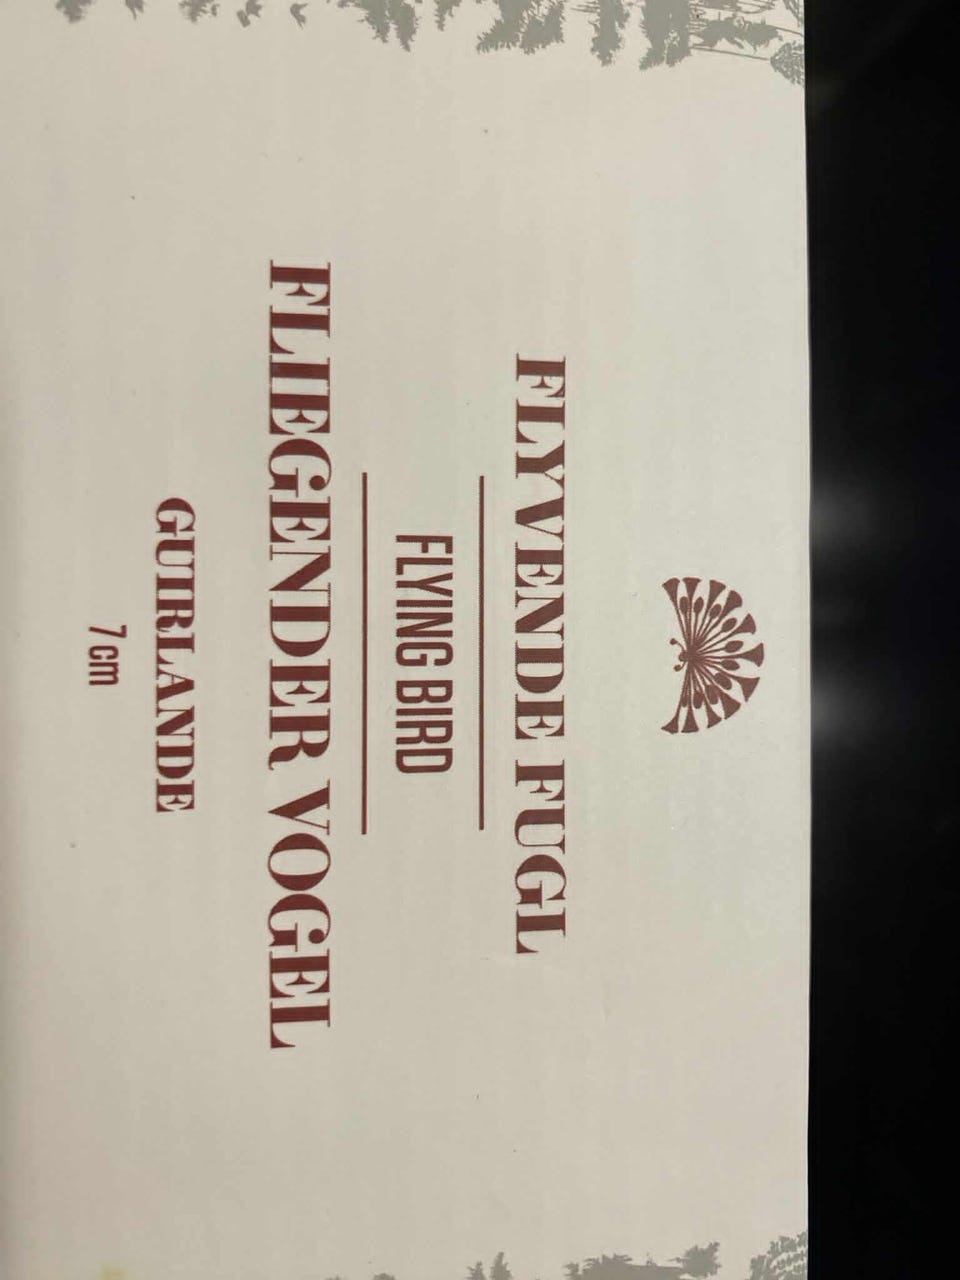 FLYVENDE FUGL
FLYING BIRD
FLIEGENDER VOGEL
GUIRLANDE
7 cm